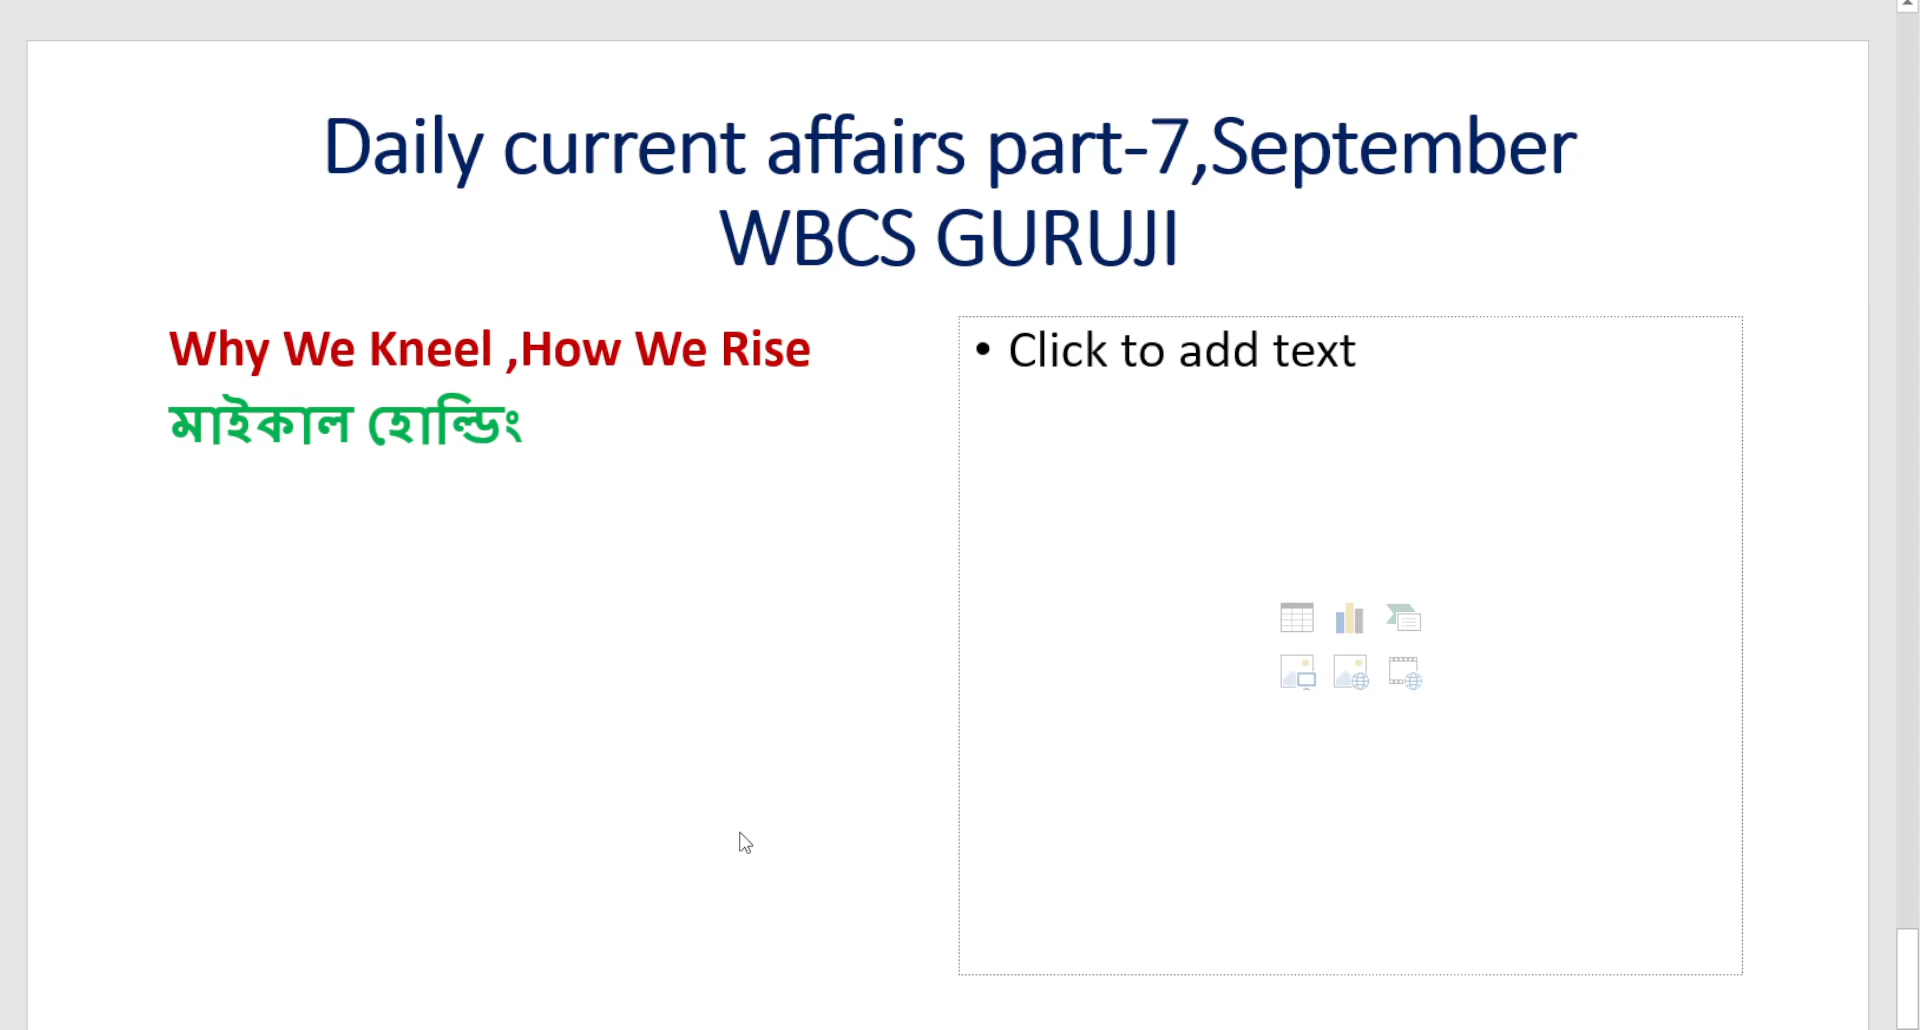 Daily current affairs part-7,September
WBCS GURUJI
Why We Kneel ,How We Rise
মাইকাল হোল্ডিং
• Click to add text